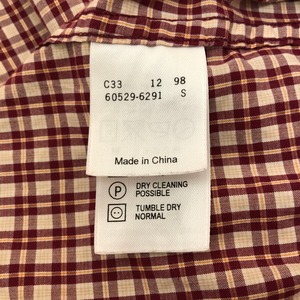 C33 12 98
60529-6291 S
Made in China
P DRY CLEANING
POSSIBLE
TUMBLE DRY
NORMAL